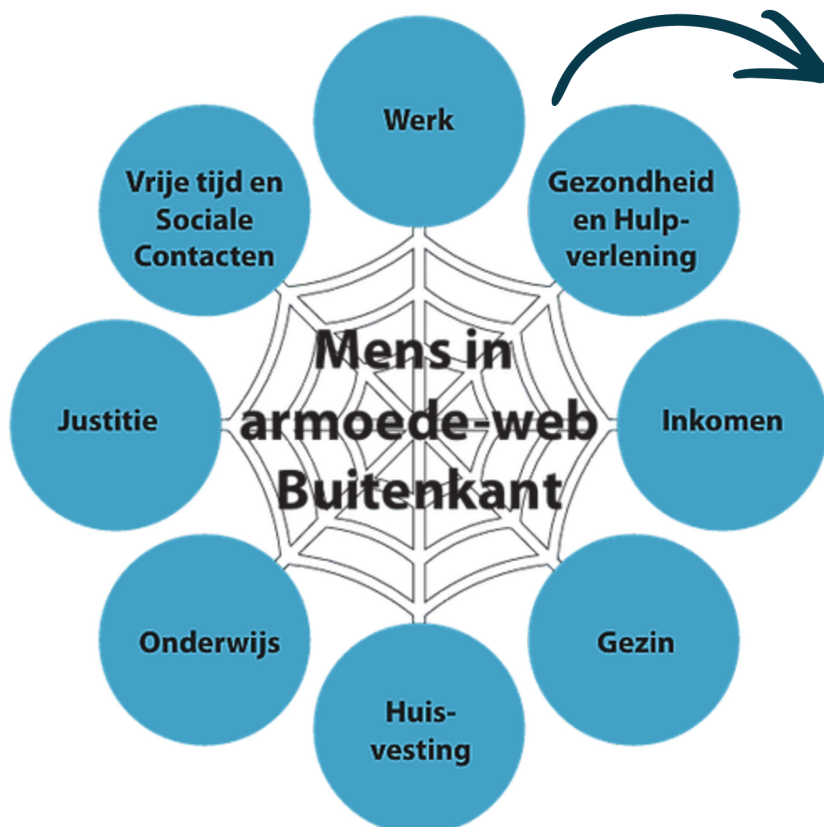 Werk
Vrije tijd en
Sociale
Contacten
Gezondheid
en Hulp-
verlening
Mens in
armoede-web
Buitenkant
Justitie
Inkomen
Onderwijs
Gezin
Huis-
vesting